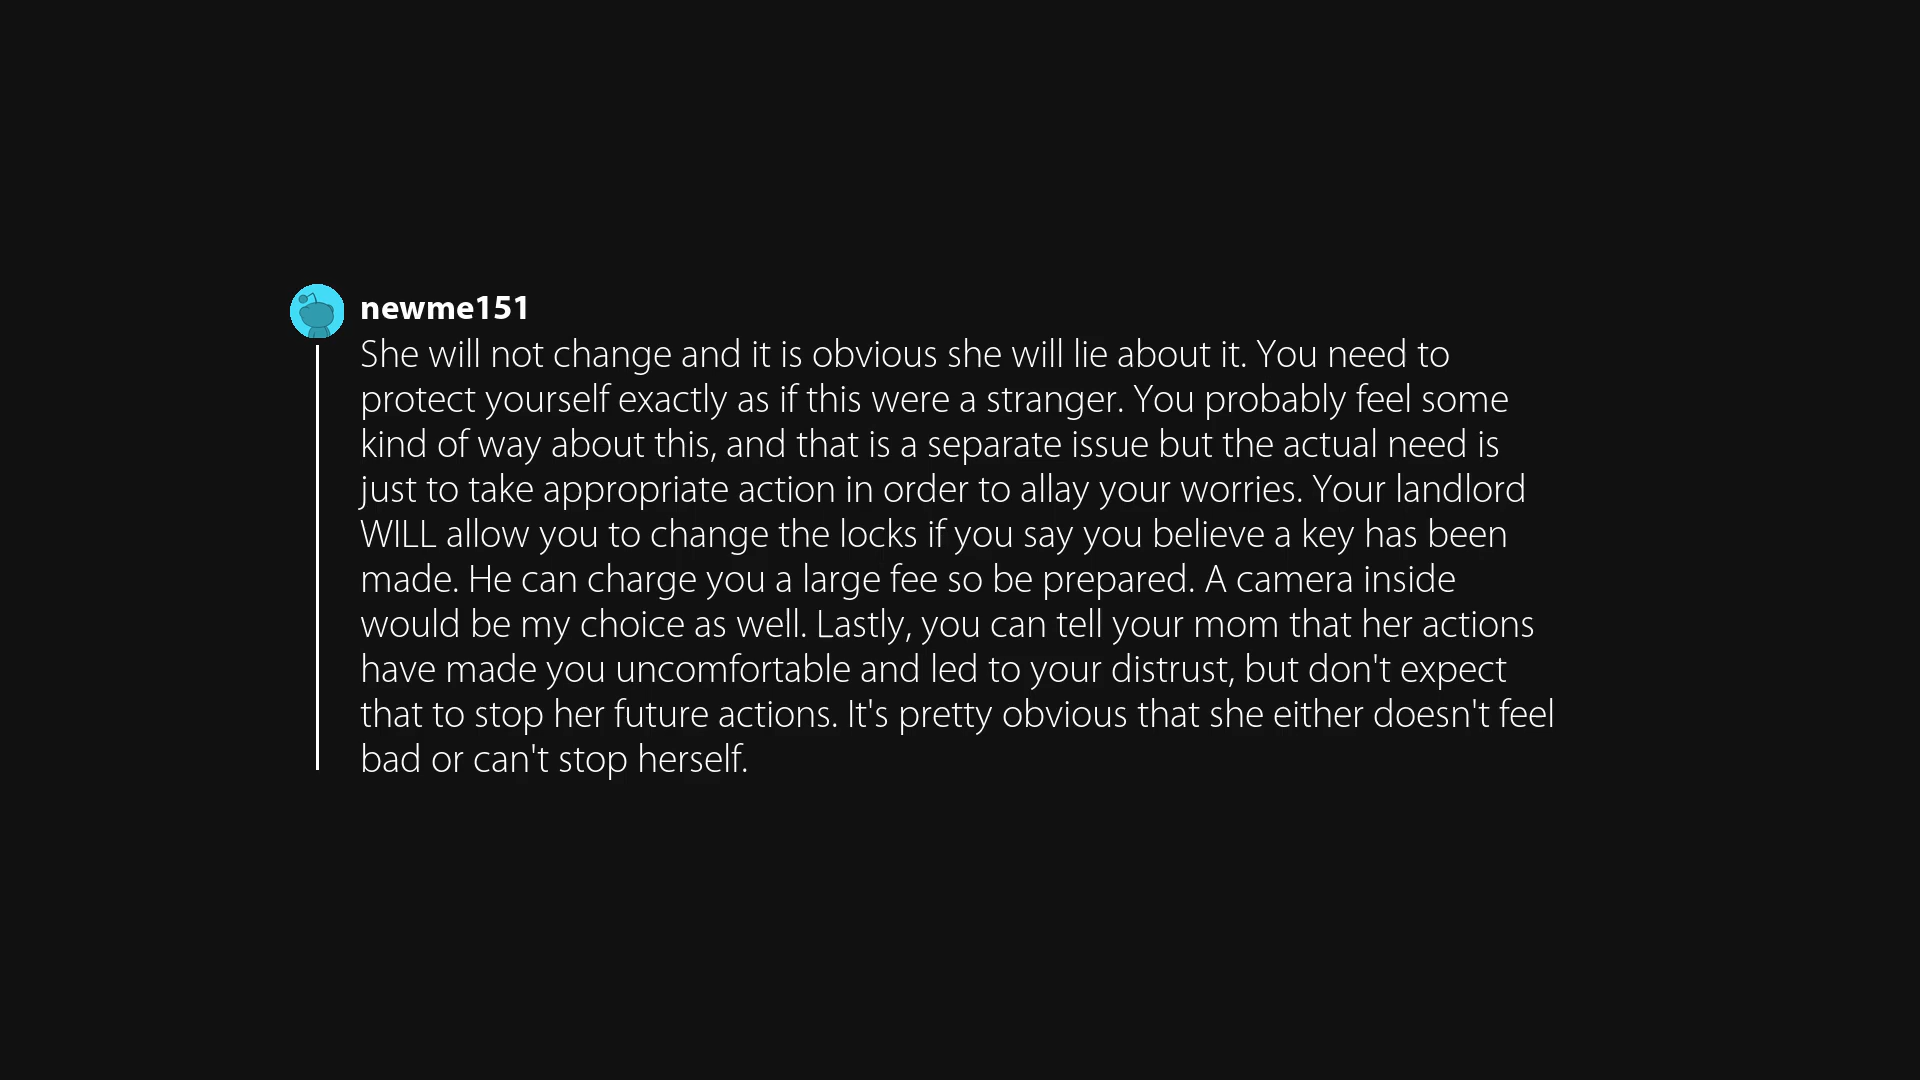 newme151
She will not change and it is obvious she will lie about it. You need to
protect yourself exactly as if this were a stranger. You probably feel some
kind of way about this, and that is a separate issue but the actual need is
just to take appropriate action in order to allay your worries. Your landlord
WILL allow you to change the locks if you say you believe a key has been
made. He can charge you a large fee so be prepared. A camera inside
would be my choice as well. Lastly, you can tell your mom that her actions
have made you uncomfortable and led to your distrust, but don't expect
that to stop her future actions. It's pretty obvious that she either doesn't feel
bad or can't stop herself.